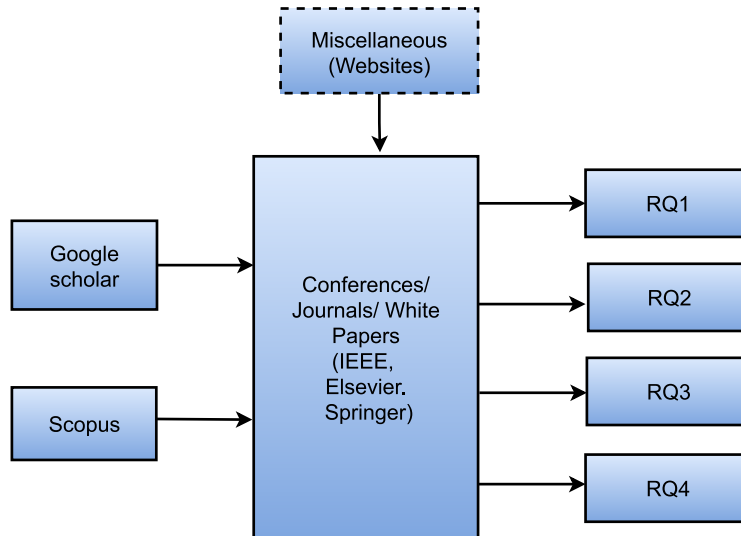 Miscellaneous
(Websites)
Google
scholar
Scopus
Conferences/
Journals/ White
Papers
(IEEE,
Elsevier.
Springer)
RQ1
RQ2
RQ3
RQ4